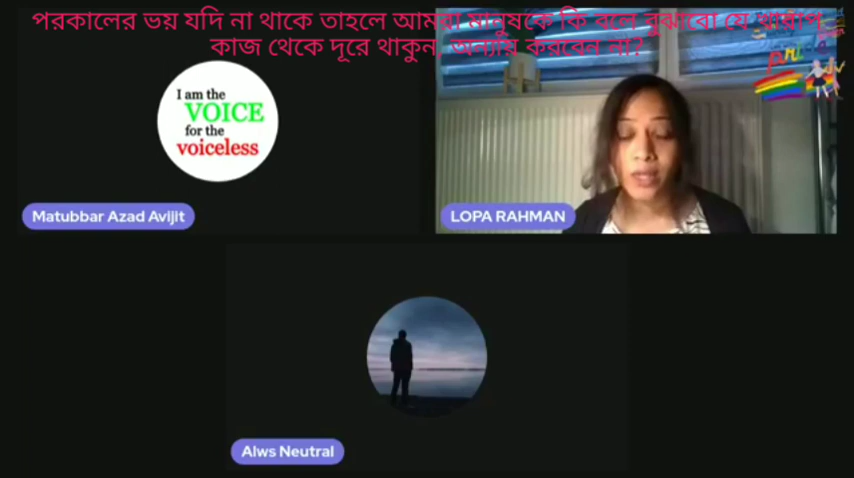 পরকালের ভয় যদি না থাকে তাহলে আমরা মানুষকে কি বলে বুঝাবো যে খারাপ
কাজ থেকে দূরে থাকুন, অন্যায় করবেন না?
I am the
VOICE
for the
voiceless
Matubbar Azad Avijit
LOPA RAHMAN
Alws Neutral